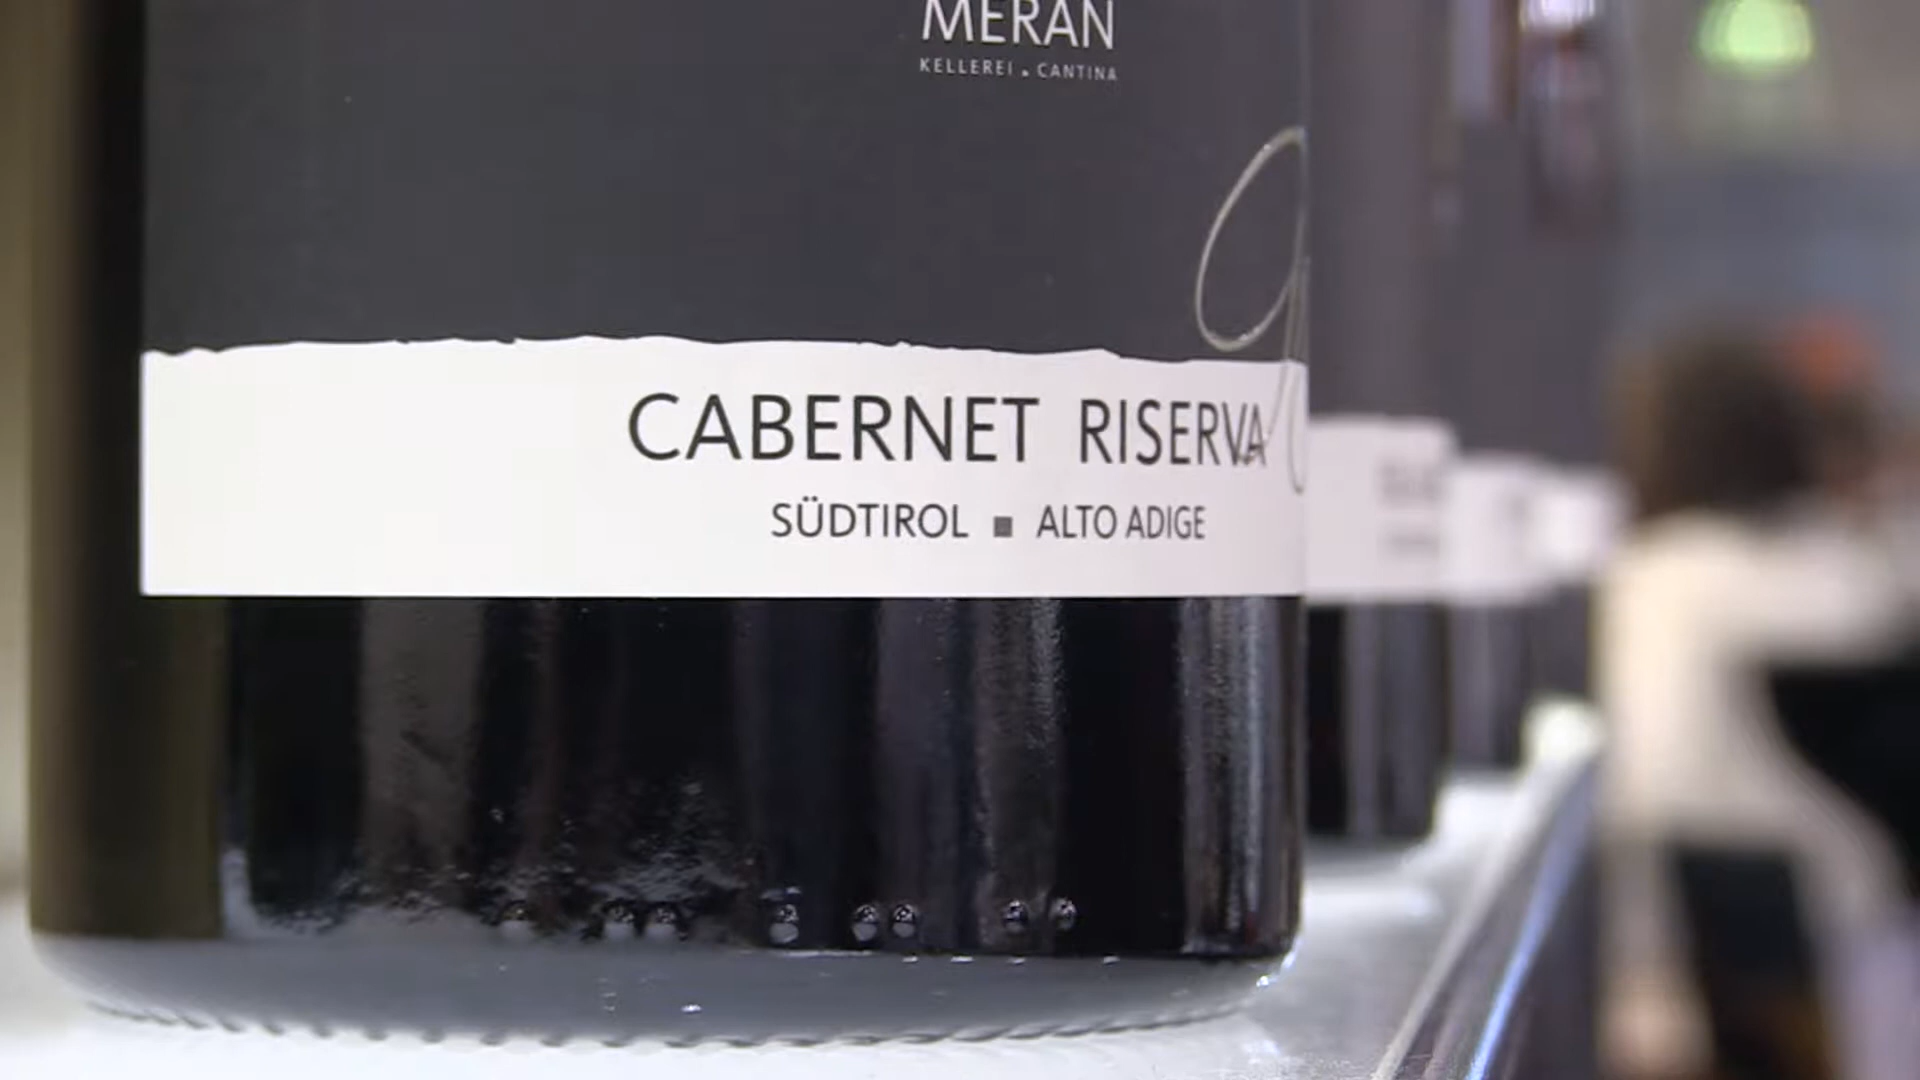 MERAN
KELLEREI . CANTINA
CABERNET RISERVA
SÜDTIROL ▪ ALTO ADIGE